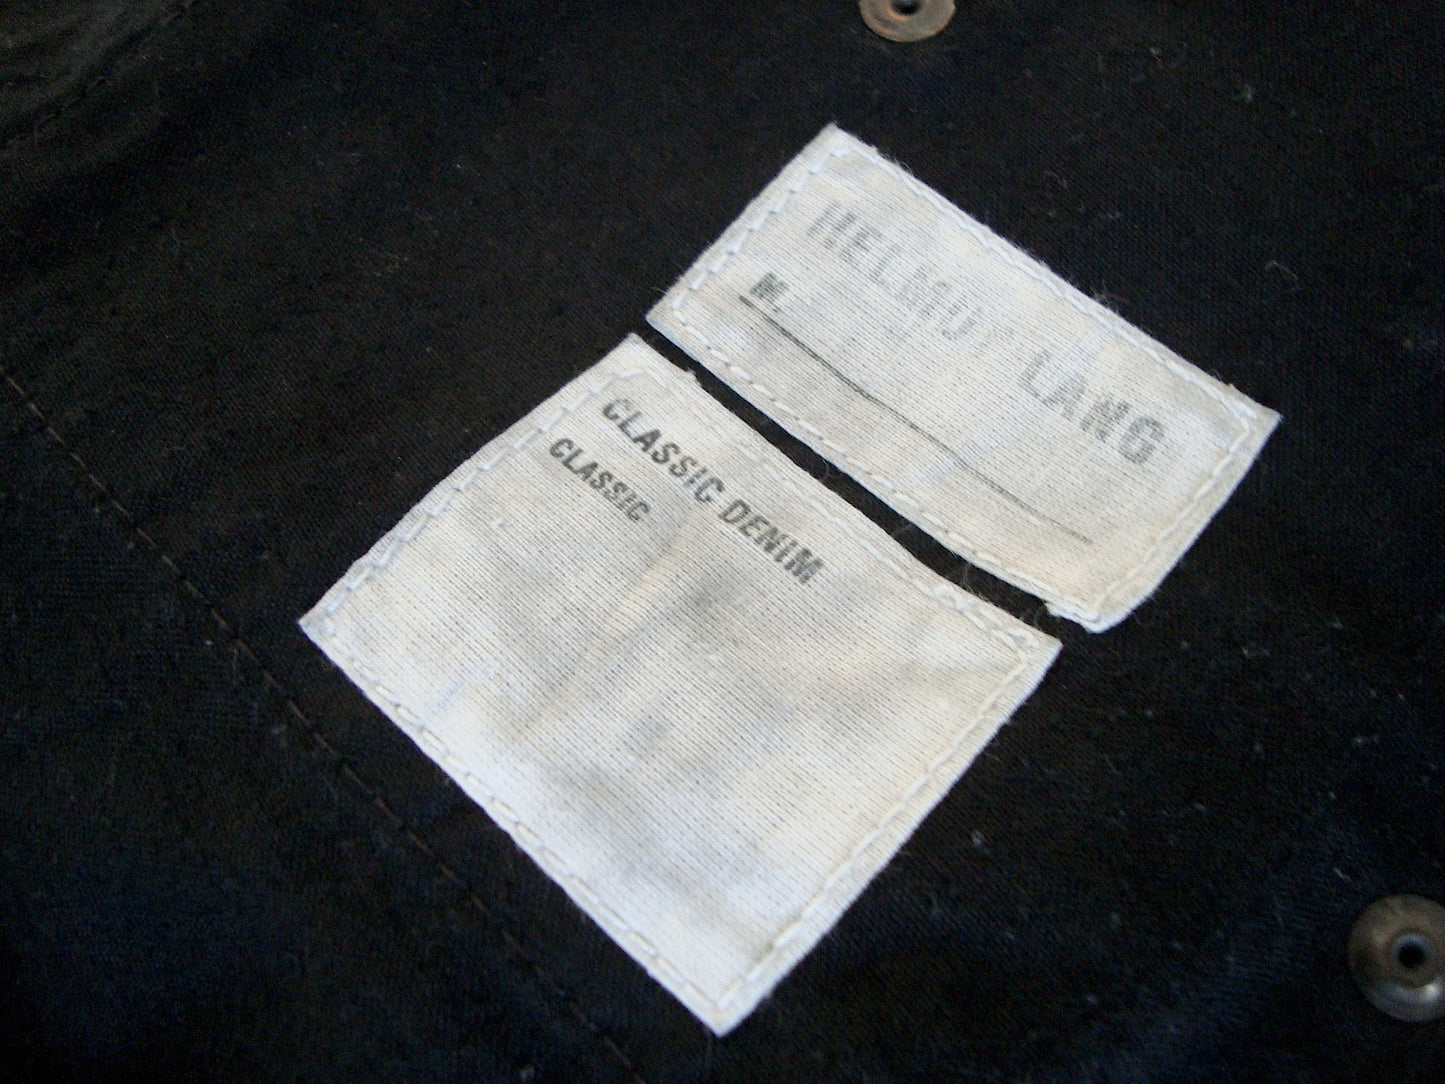 HELMUT LANG
N.
CLASSIC DENIM
CLASSIC